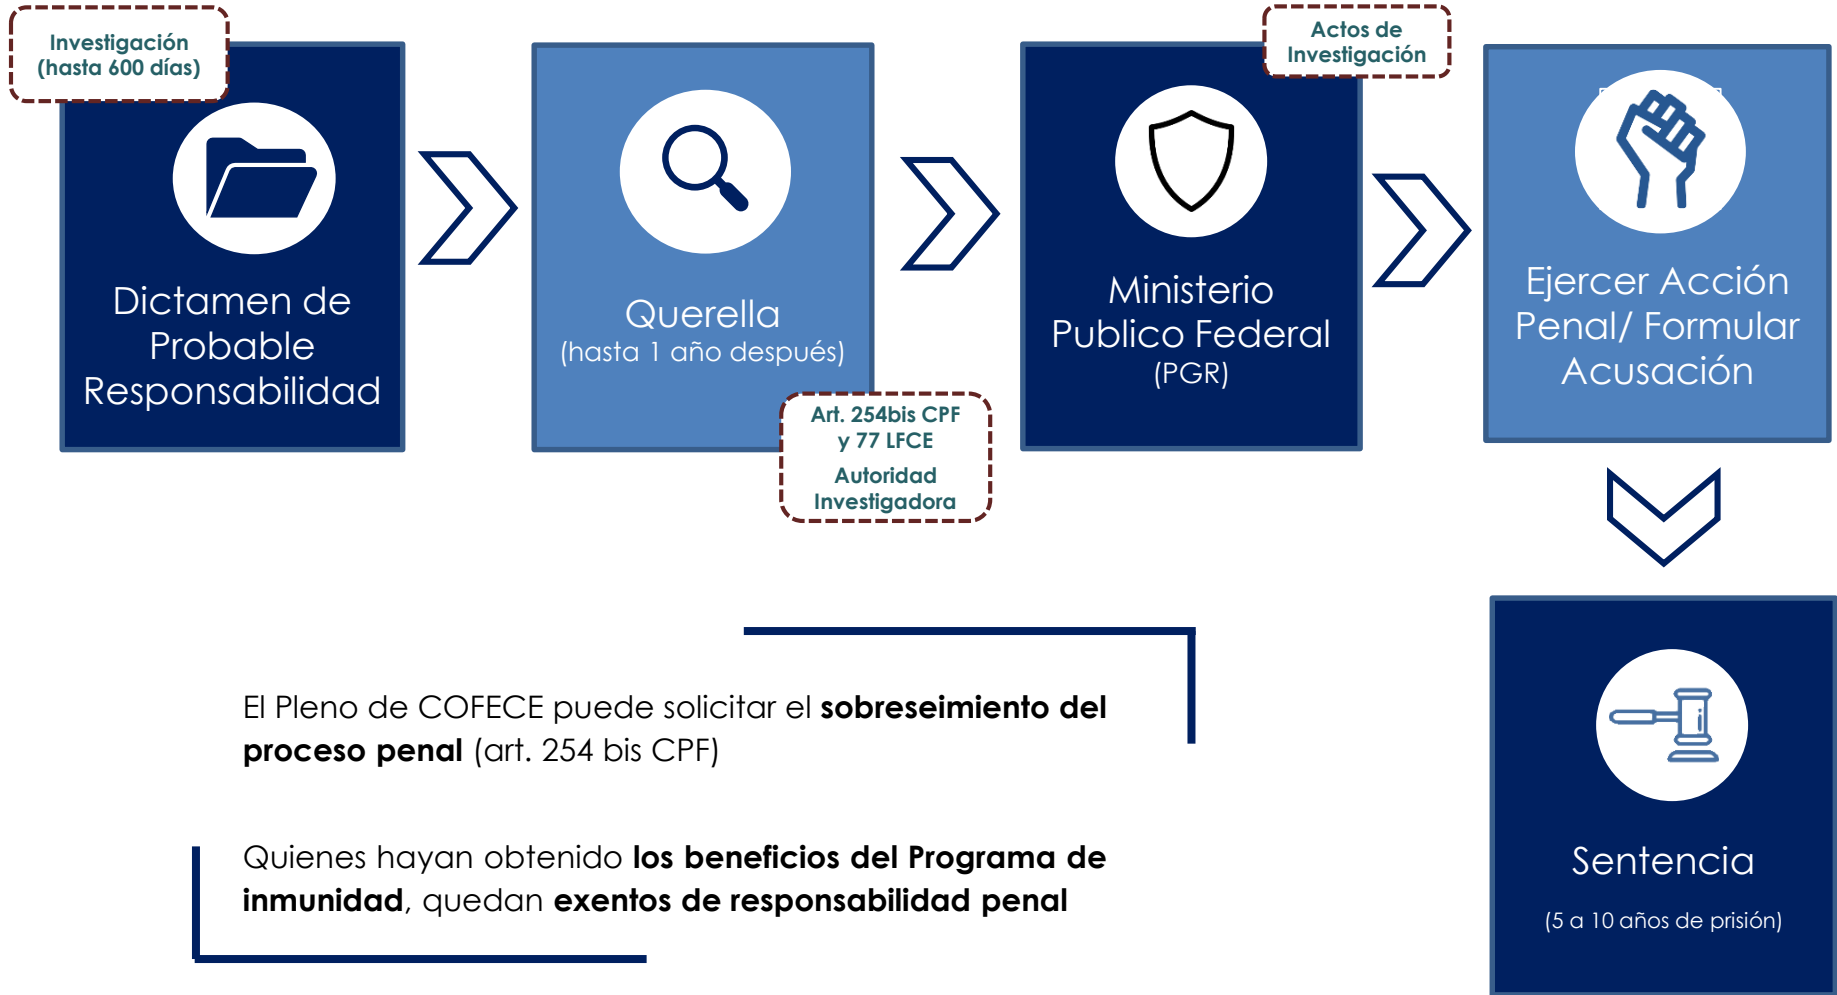 Investigación
(hasta 600 días)
Dictamen de
Probable
Responsabilidad
Querella
(hasta 1 año después)
Art. 254bis CPF
y 77 LFCE
Autoridad
Investigadora
Actos de
Investigación
Ministerio
Publico Federal
(PGR)
Ejercer Acción
Penal/ Formular
Acusación
Sentencia
(5 a 10 años de prisión)
El Pleno de COFECE puede solicitar el sobreseimiento del
proceso penal (art. 254 bis CPF)
Quienes hayan obtenido los beneficios del Programa de
inmunidad, quedan exentos de responsabilidad penal